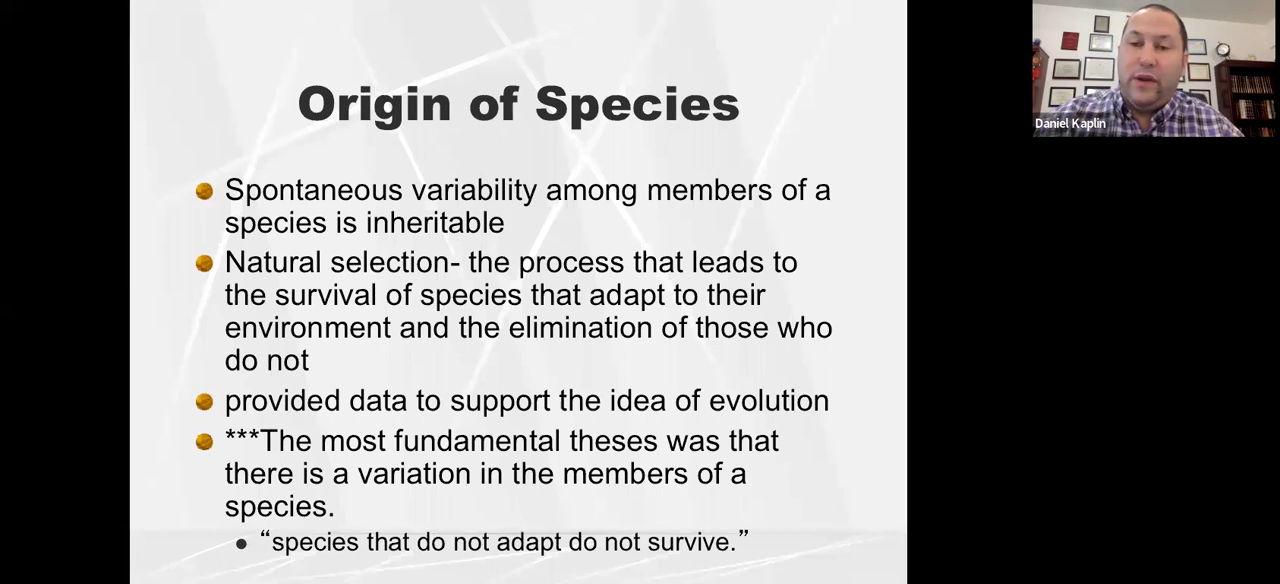 Origin of Species
Spontaneous variability among members of a
species is inheritable
Natural selection- the process that leads to
the survival of species that adapt to their
environment and the elimination of those who
do not
provided data to support the idea of evolution
***The most fundamental theses was that
there is a variation in the members of a
species.
“species that do not adapt do not survive.”
Daniel Kaplin